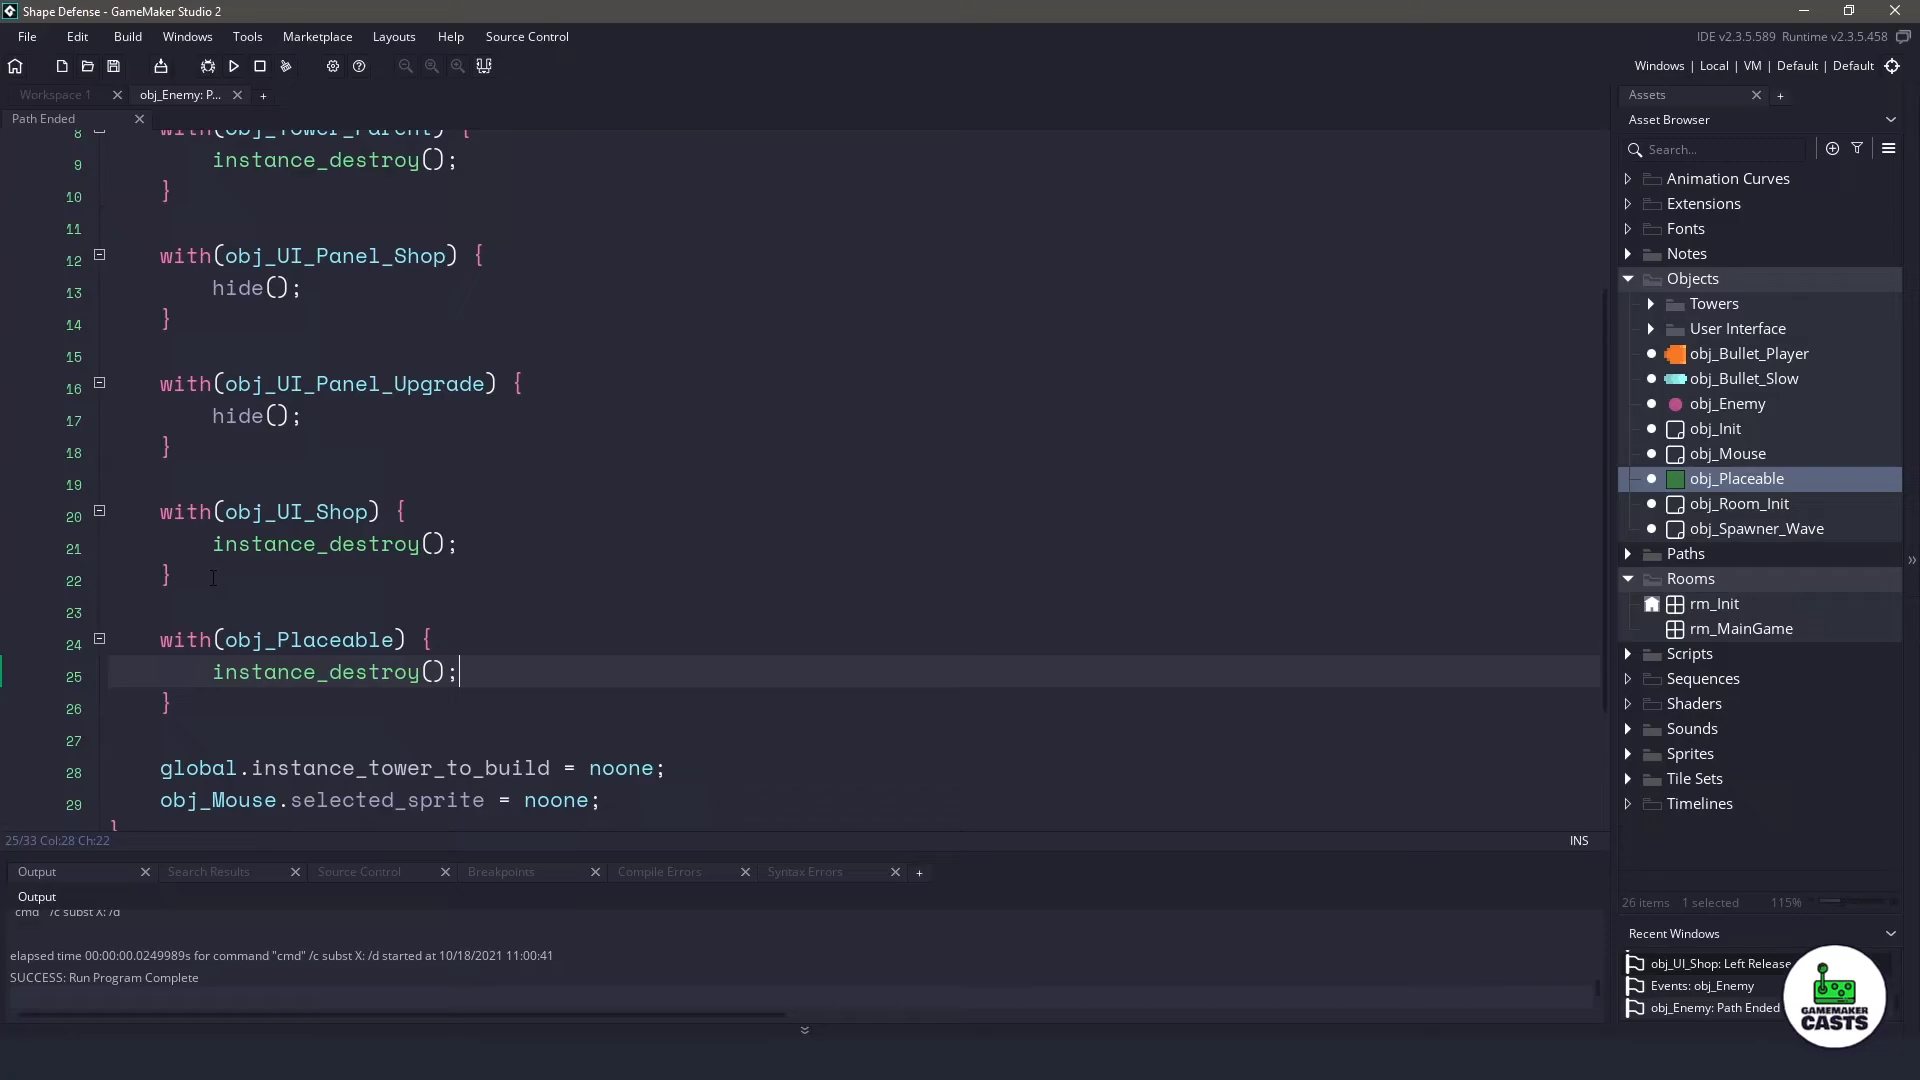 Shape Defense - GameMaker Studio 2
File Edit Build Windows Tools Marketplace Layouts Help Source Control
IDE v2.3.5.589 Runtime v2.3.5.458
Windows | Local | VM | Default | Default
Workspace 1
obj_Enemy: P...
Path Ended
8 with(obj_Tower_Parent) {
9 instance_destroy();
10 }
11
12 with(obj_UI_Panel_Shop) {
13 hide();
14 }
15
16 with(obj_UI_Panel_Upgrade) {
17 hide();
18 }
19
20 with(obj_UI_Shop) {
21 instance_destroy();
22 }
23
24 with(obj_Placeable) {
25 instance_destroy();
26 }
27
28 global.instance_tower_to_build = noone;
29 obj_Mouse.selected_sprite = noone;
}
25/33 Col:28 Ch:22
INS
Output Search Results Source Control Breakpoints Compile Errors Syntax Errors
Output
cmd /c subst X: /d
elapsed time 00:00:00.0249989s for command "cmd" /c subst X: /d started at 10/18/2021 11:00:41
SUCCESS: Run Program Complete
Assets
Asset Browser
Search...
Animation Curves
Extensions
Fonts
Notes
Objects
Towers
User Interface
obj_Bullet_Player
obj_Bullet_Slow
obj_Enemy
obj_Init
obj_Mouse
obj_Placeable
obj_Room_Init
obj_Spawner_Wave
Paths
Rooms
rm_Init
rm_MainGame
Scripts
Sequences
Shaders
Sounds
Sprites
Tile Sets
Timelines
26 items 1 selected 115%
Recent Windows
obj_UI_Shop: Left Release
Events: obj_Enemy
obj_Enemy: Path Ended
GAMEMAKER
CASTS